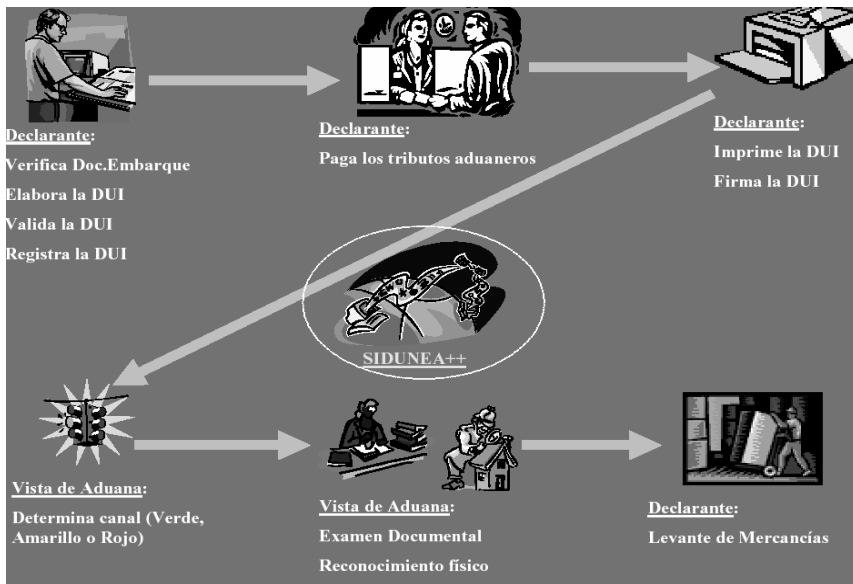 Declarante:
Verifica Doc.Embarque
Elabora la DUI
Valida la DUI
Registra la DUI
Declarante:
Paga los tributos aduaneros
Declarante:
Imprime la DUI
Firma la DUI
SIDUNEA++
Vista de Aduana:
Determina canal (Verde,
Amarillo o Rojo)
Vista de Aduana:
Examen Documental
Reconocimiento físico
Declarante:
Levante de Mercancías